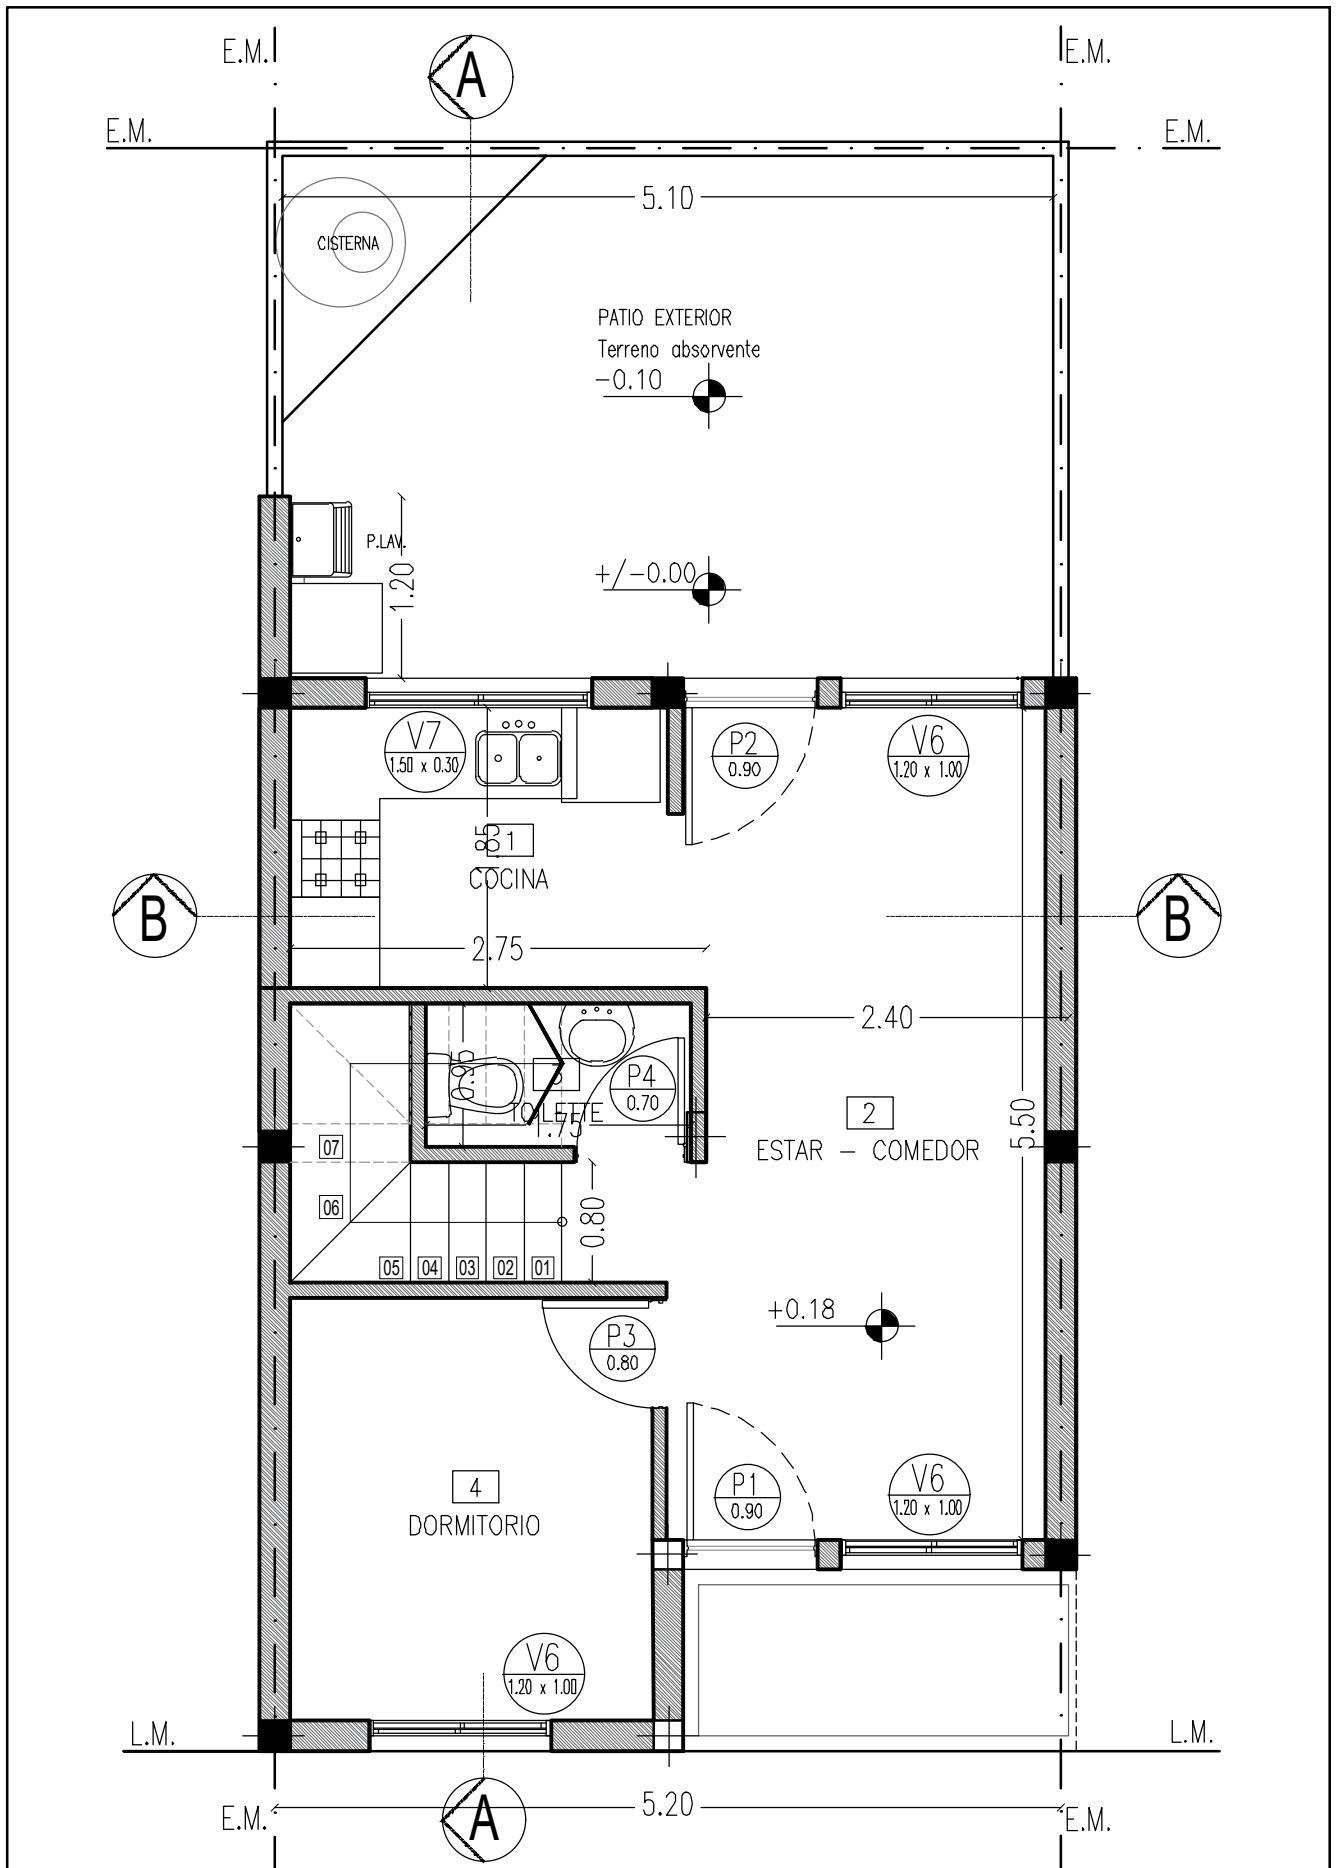 E.M.
A
E.M.
E.M.
E.M.
5.10
CISTERNA
PATIO EXTERIOR
Terreno absorvente
-0.10
P.LAV.
1.20
+/-0.00
V7
1.50 x 0.30
P2
0.90
V6
1.20 x 1.00
1
COCINA
B
B
2.75
2.40
P4
0.70
TOILETTE
1.75
2
ESTAR - COMEDOR
5.50
07
06
0.80
05
04
03
02
01
+0.18
P3
0.80
4
DORMITORIO
P1
0.90
V6
1.20 x 1.00
V6
1.20 x 1.00
L.M.
L.M.
E.M.
A
5.20
E.M.